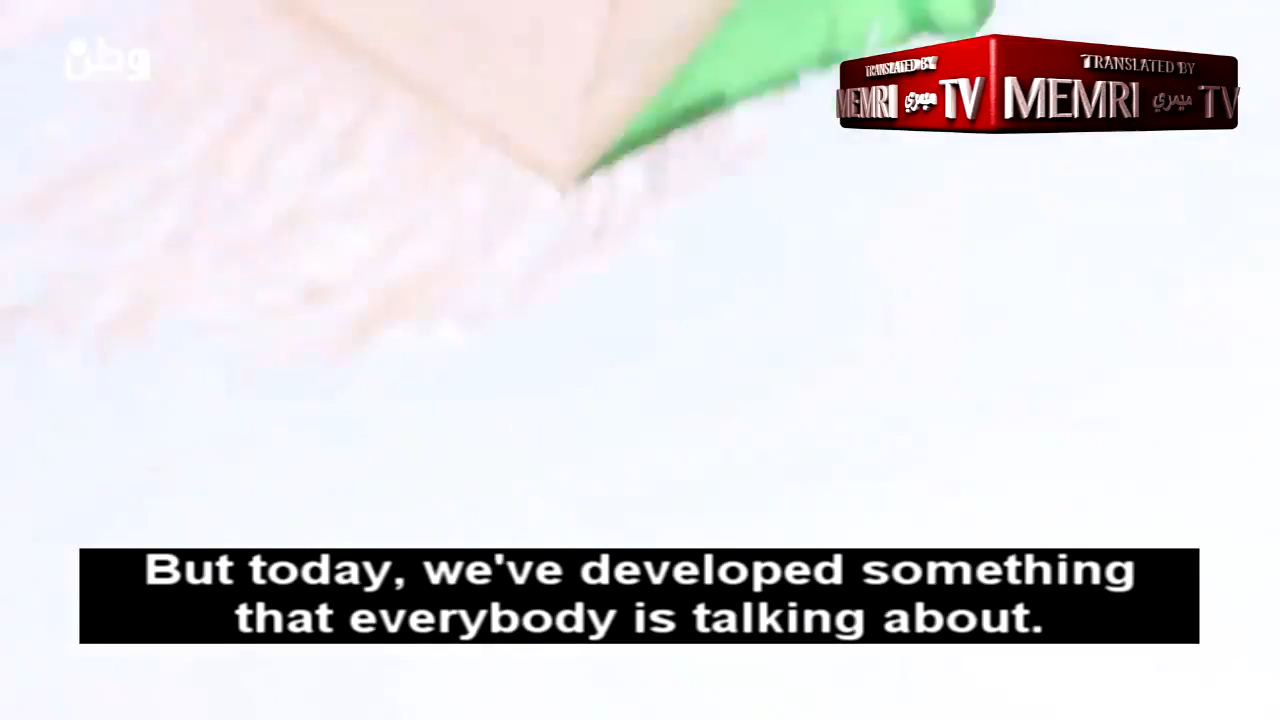 وطن
TRANSLATED BY
MEMRI ميمري TV
TRANSLATED BY
MEMRI ميمري TV
But today, we've developed something
that everybody is talking about.